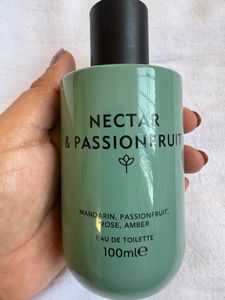 NECTAR
& PASSIONFRUIT
MANDARIN, PASSIONFRUIT,
ROSE, AMBER
EAU DE TOILETTE
100ml℮